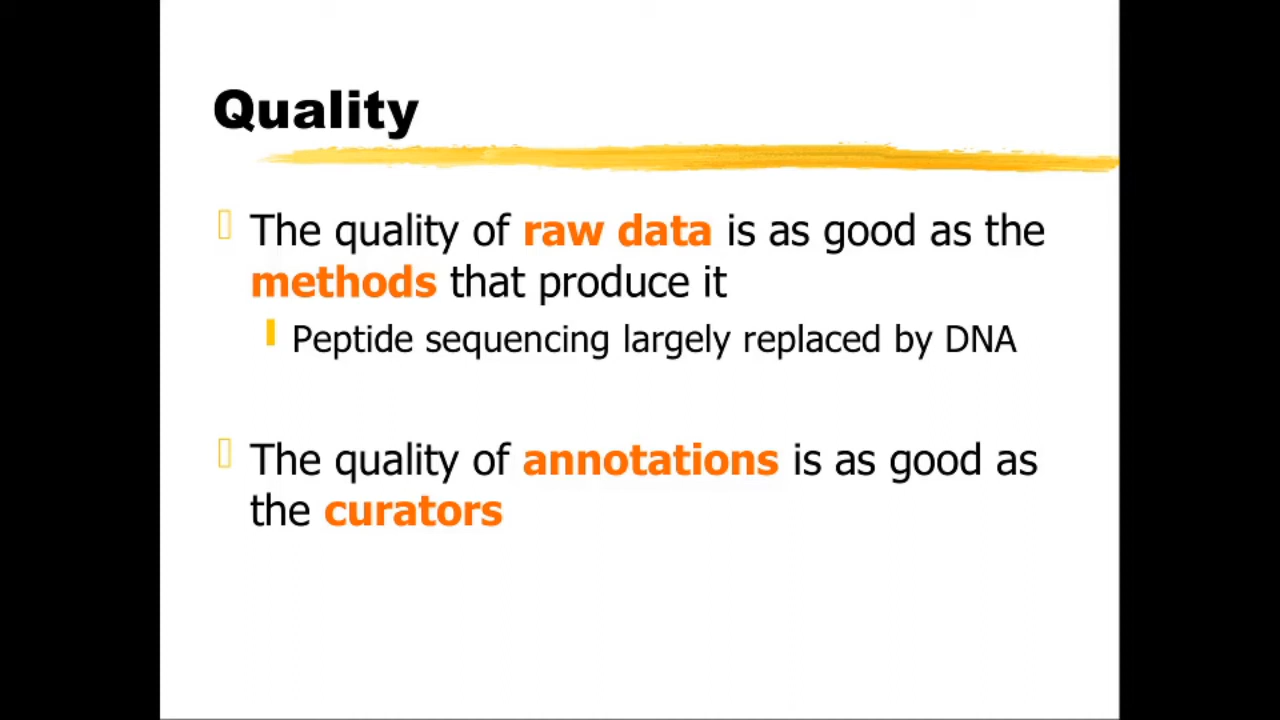 Quality
The quality of raw data is as good as the
methods that produce it
Peptide sequencing largely replaced by DNA
The quality of annotations is as good as
the curators